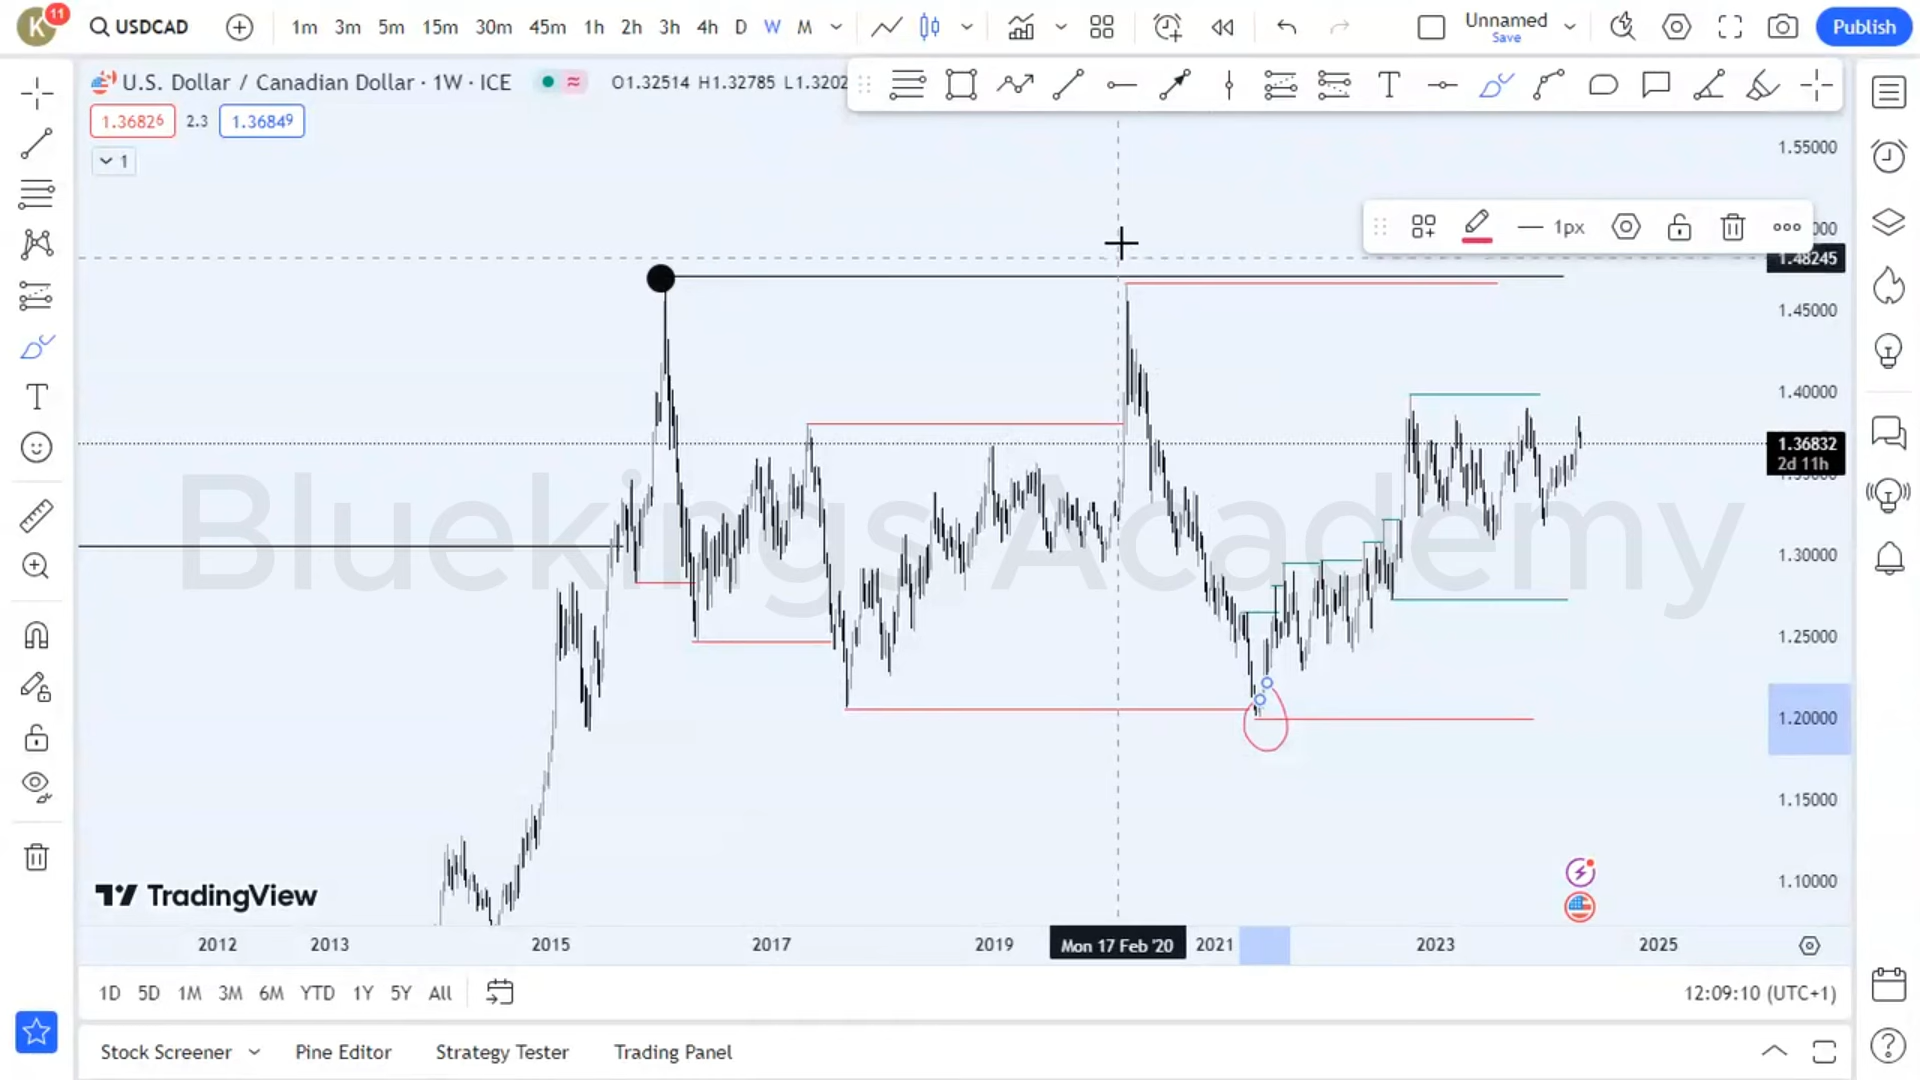 K
11
USDCAD
1m 3m 5m 15m 30m 45m 1h 2h 3h 4h D W M
Unnamed
Save
Publish
U.S. Dollar / Canadian Dollar · 1W · ICE
O1.32514 H1.32785 L1.3202
1.36826 2.3 1.36849
1
1px
1.55000
1.48245
1.45000
1.40000
1.36832
2d 11h
1.30000
1.25000
1.20000
1.15000
1.10000
Bluekings Academy
TradingView
2012 2013 2015 2017 2019 Mon 17 Feb '20 2021 2023 2025
1D 5D 1M 3M 6M YTD 1Y 5Y All
12:09:10 (UTC+1)
Stock Screener Pine Editor Strategy Tester Trading Panel